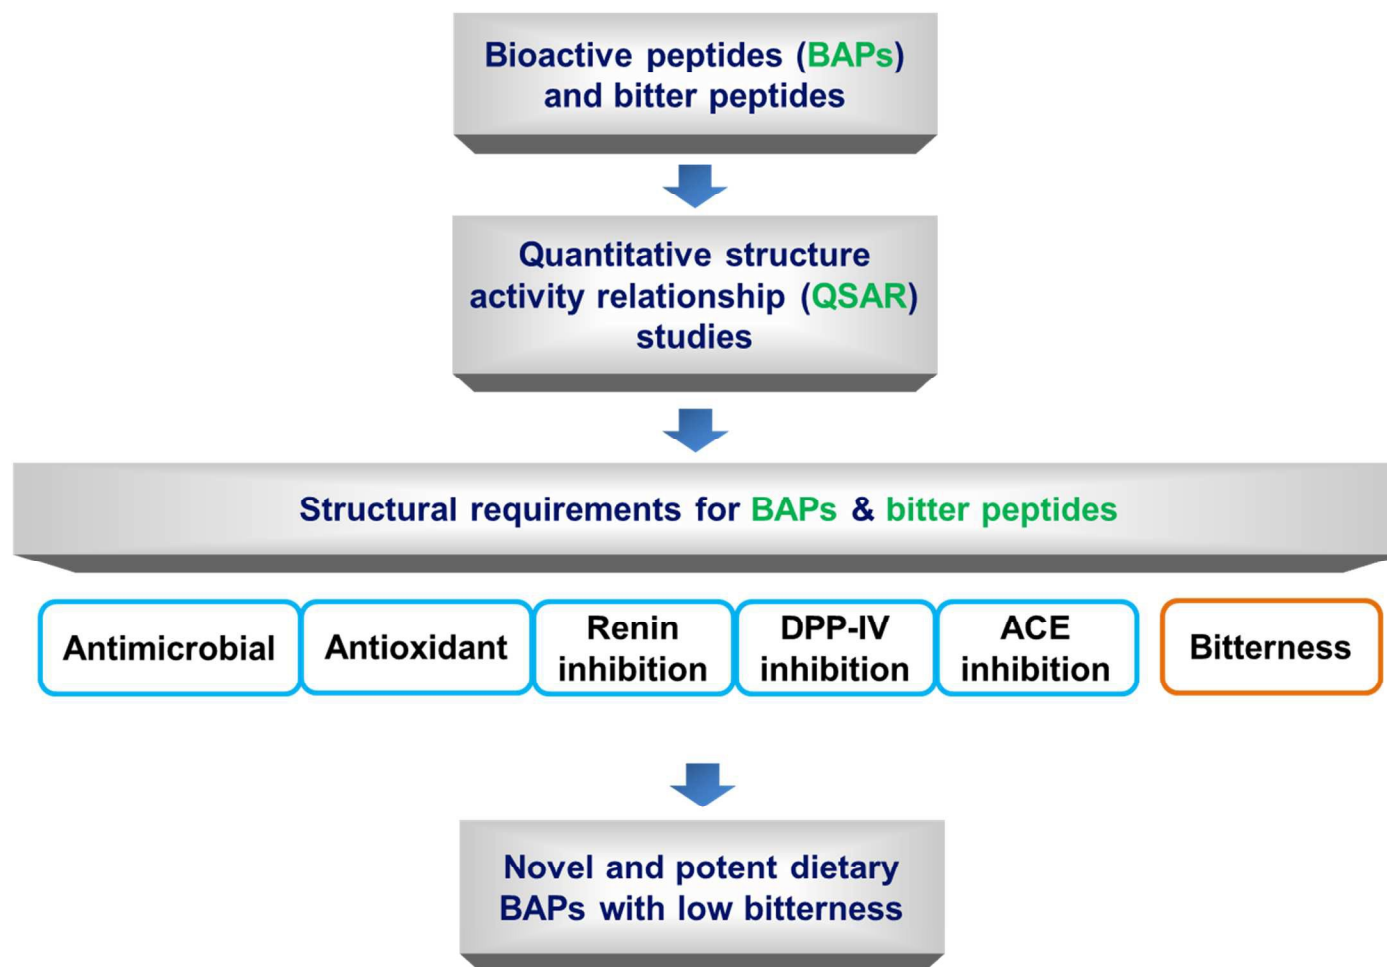 Bioactive peptides (BAPs)
and bitter peptides
Quantitative structure
activity relationship (QSAR)
studies
Structural requirements for BAPs & bitter peptides
Antimicrobial
Antioxidant
Renin
inhibition
DPP-IV
inhibition
ACE
inhibition
Bitterness
Novel and potent dietary
BAPs with low bitterness